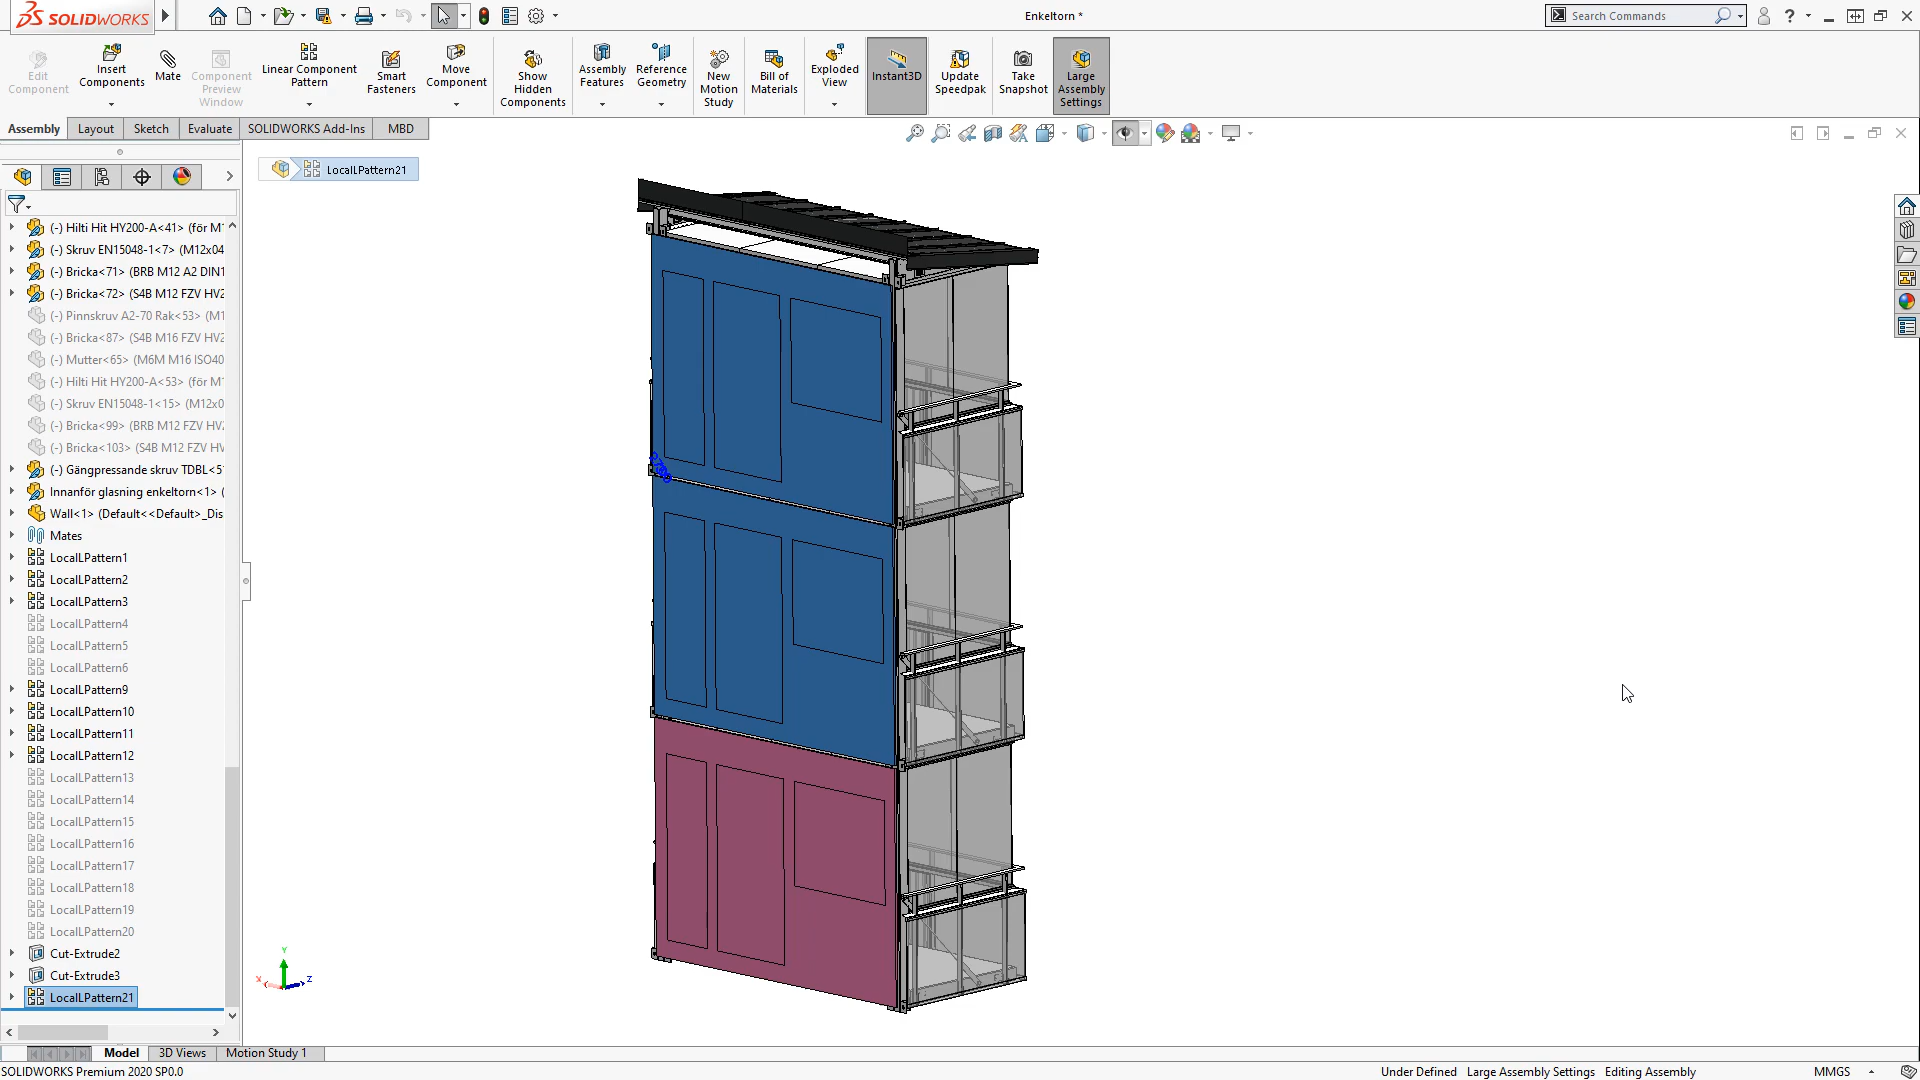 SOLIDWORKS
Enkeltorn *
Search Commands
Edit Component
Insert Components
Mate
Component Preview Window
Linear Component Pattern
Smart Fasteners
Move Component
Show Hidden Components
Assembly Features
Reference Geometry
New Motion Study
Bill of Materials
Exploded View
Instant3D
Update Speedpak
Take Snapshot
Large Assembly Settings
Assembly
Layout
Sketch
Evaluate
SOLIDWORKS Add-Ins
MBD
LocalLPattern21
(-) Hilti Hit HY200-A<41> (för M
(-) Skruv EN15048-1<7> (M12x04
(-) Bricka<71> (BRB M12 A2 DIN1
(-) Bricka<72> (S4B M12 FZV HV2
(-) Pinnskruv A2-70 Rak<53> (M1
(-) Bricka<87> (S4B M16 FZV HV2
(-) Mutter<65> (M6M M16 ISO40
(-) Hilti Hit HY200-A<53> (för M
(-) Skruv EN15048-1<15> (M12x0
(-) Bricka<99> (BRB M12 FZV HV
(-) Bricka<103> (S4B M12 FZV HV
(-) Gängpressande skruv TDBL<5
Innanför glasning enkeltorn<1> (
Wall<1> (Default<<Default>_Dis
Mates
LocalLPattern1
LocalLPattern2
LocalLPattern3
LocalLPattern4
LocalLPattern5
LocalLPattern6
LocalLPattern9
LocalLPattern10
LocalLPattern11
LocalLPattern12
LocalLPattern13
LocalLPattern14
LocalLPattern15
LocalLPattern16
LocalLPattern17
LocalLPattern18
LocalLPattern19
LocalLPattern20
Cut-Extrude2
Cut-Extrude3
LocalLPattern21
Y
X
Z
Model
3D Views
Motion Study 1
SOLIDWORKS Premium 2020 SP0.0
Under Defined
Large Assembly Settings
Editing Assembly
MMGS